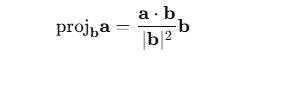 proj_𝐛 𝐚 = (𝐚 · 𝐛 / |𝐛|²) 𝐛